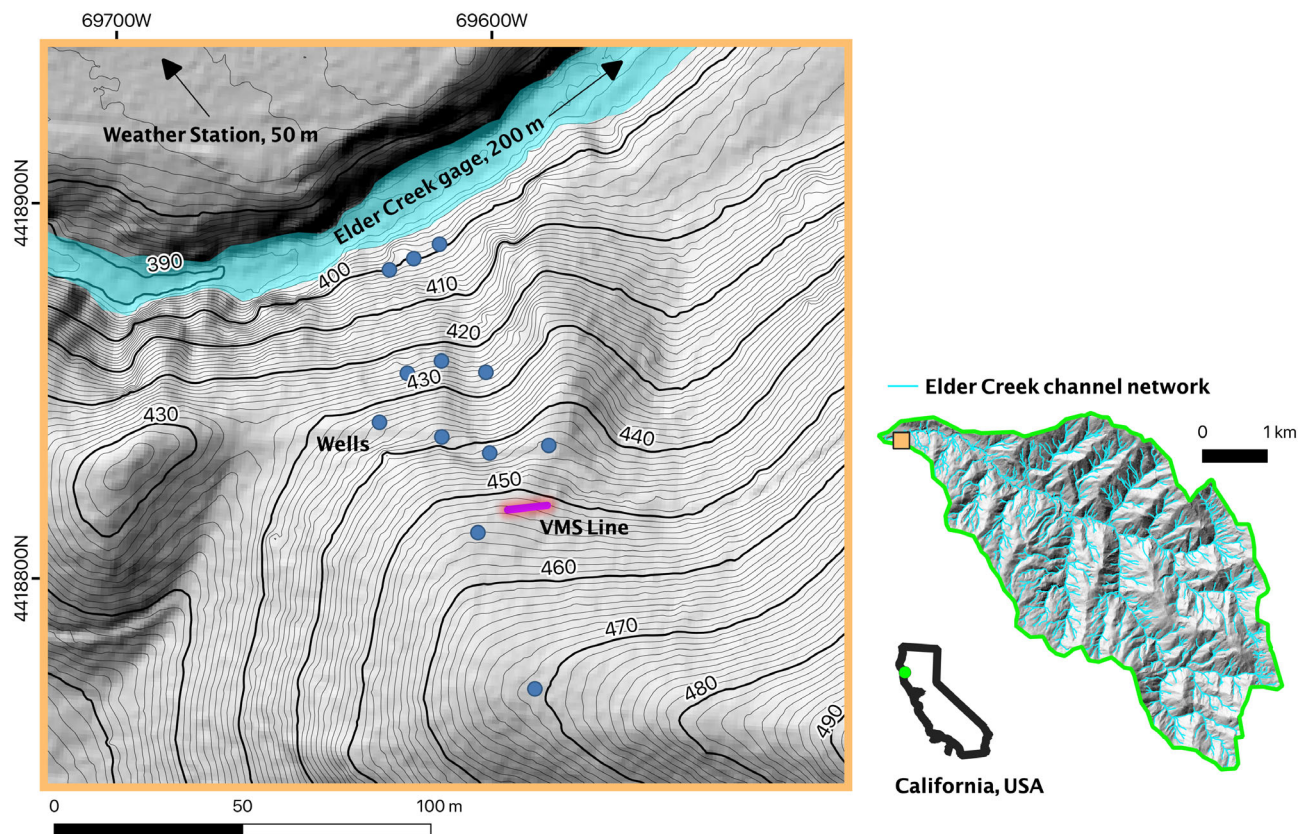 69700W
69600W
4418900N
4418800N
Weather Station, 50 m
Elder Creek gage, 200 m
390
400
410
420
430
430
Wells
440
450
VMS Line
460
470
480
490
0
50
100 m
Elder Creek channel network
0
1 km
California, USA